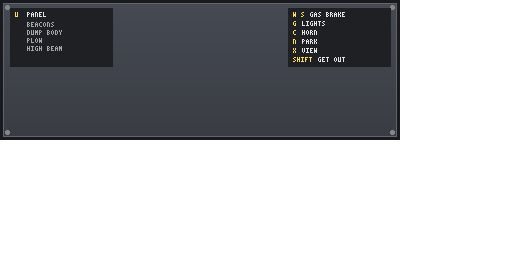 U PANEL
BEACONS
DUMP BODY
PLOW
HIGH BEAM
W S GAS BRAKE
G LIGHTS
C HORN
N PARK
X VIEW
SHIFT GET OUT